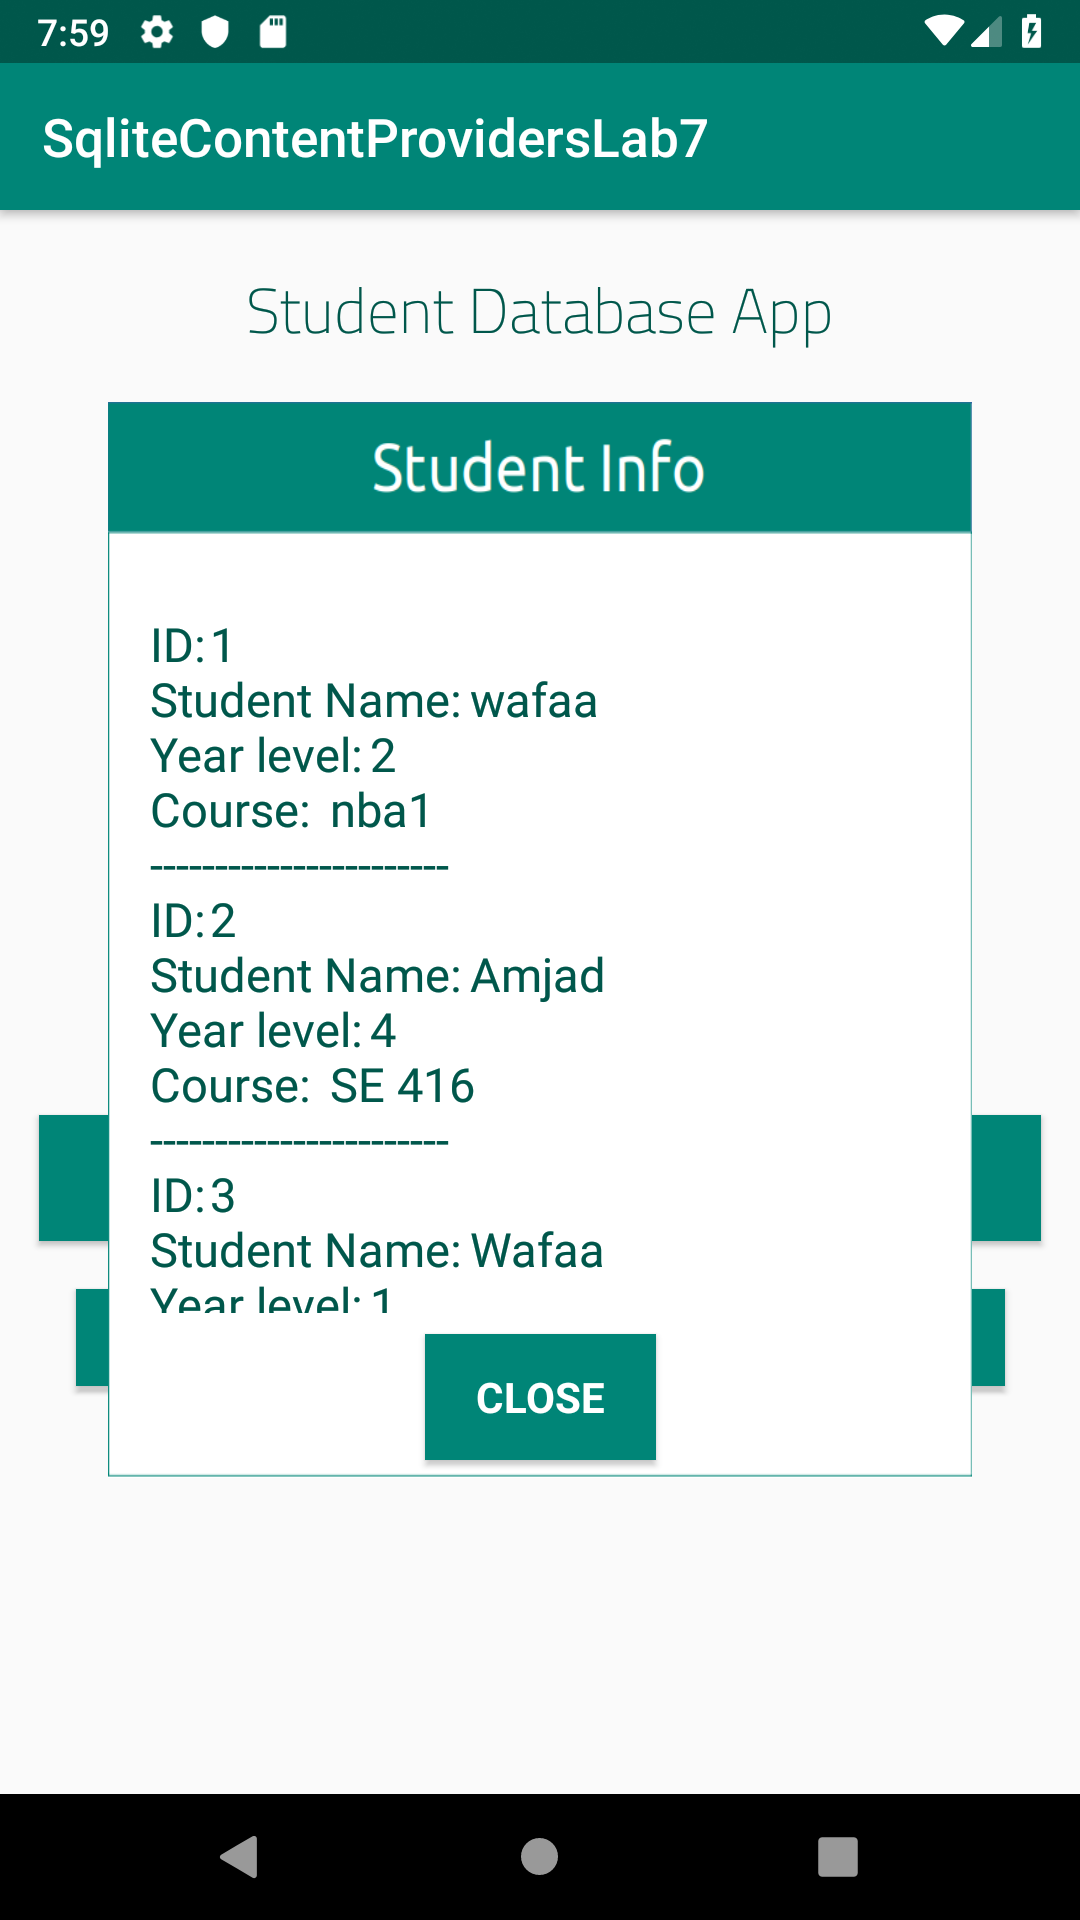 7:59
SqliteContentProvidersLab7
Student Database App
Student Info
ID: 1
Student Name: wafaa
Year level: 2
Course: nba1
-----------------------
ID: 2
Student Name: Amjad
Year level: 4
Course: SE 416
-----------------------
ID: 3
Student Name: Wafaa
Year level: 1
CLOSE